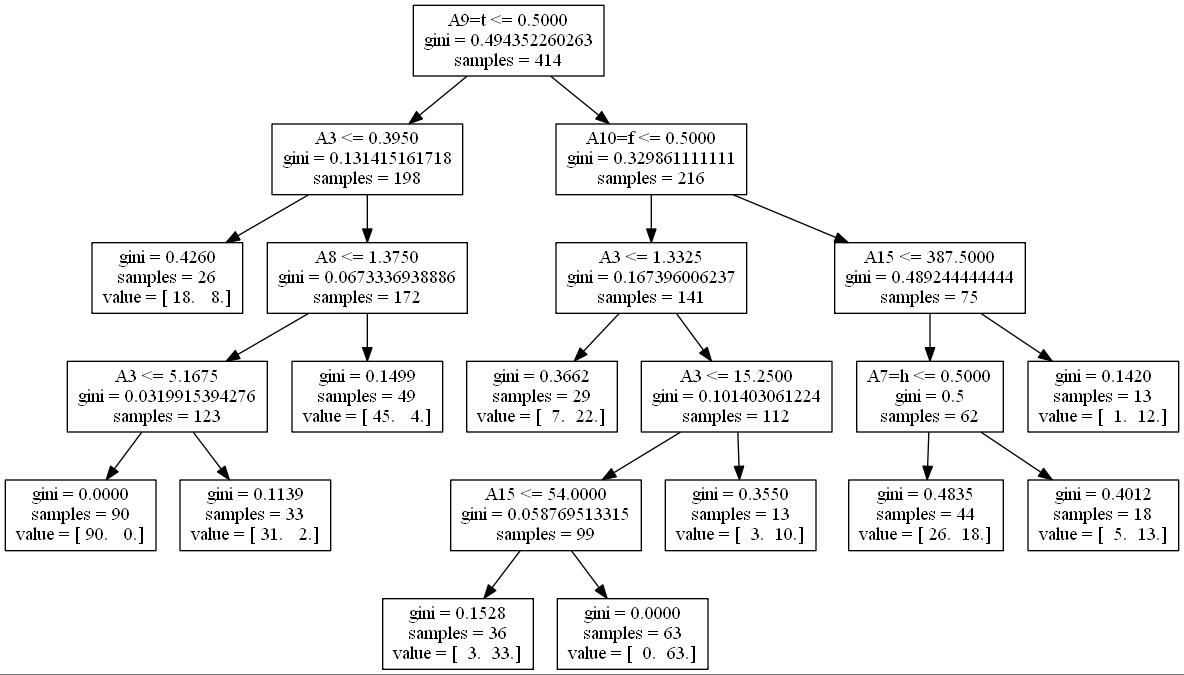 A9=t <= 0.5000
gini = 0.494352260263
samples = 414
A3 <= 0.3950
gini = 0.131415161718
samples = 198
A10=f <= 0.5000
gini = 0.329861111111
samples = 216
gini = 0.4260
samples = 26
value = [ 18. 8.]
A8 <= 1.3750
gini = 0.0673336938886
samples = 172
A3 <= 1.3325
gini = 0.167396006237
samples = 141
A15 <= 387.5000
gini = 0.489244444444
samples = 75
A3 <= 5.1675
gini = 0.0319915394276
samples = 123
gini = 0.1499
samples = 49
value = [ 45. 4.]
gini = 0.3662
samples = 29
value = [ 7. 22.]
A3 <= 15.2500
gini = 0.101403061224
samples = 112
A7=h <= 0.5000
gini = 0.5
samples = 62
gini = 0.1420
samples = 13
value = [ 1. 12.]
gini = 0.0000
samples = 90
value = [ 90. 0.]
gini = 0.1139
samples = 33
value = [ 31. 2.]
A15 <= 54.0000
gini = 0.058769513315
samples = 99
gini = 0.3550
samples = 13
value = [ 3. 10.]
gini = 0.4835
samples = 44
value = [ 26. 18.]
gini = 0.4012
samples = 18
value = [ 5. 13.]
gini = 0.1528
samples = 36
value = [ 3. 33.]
gini = 0.0000
samples = 63
value = [ 0. 63.]